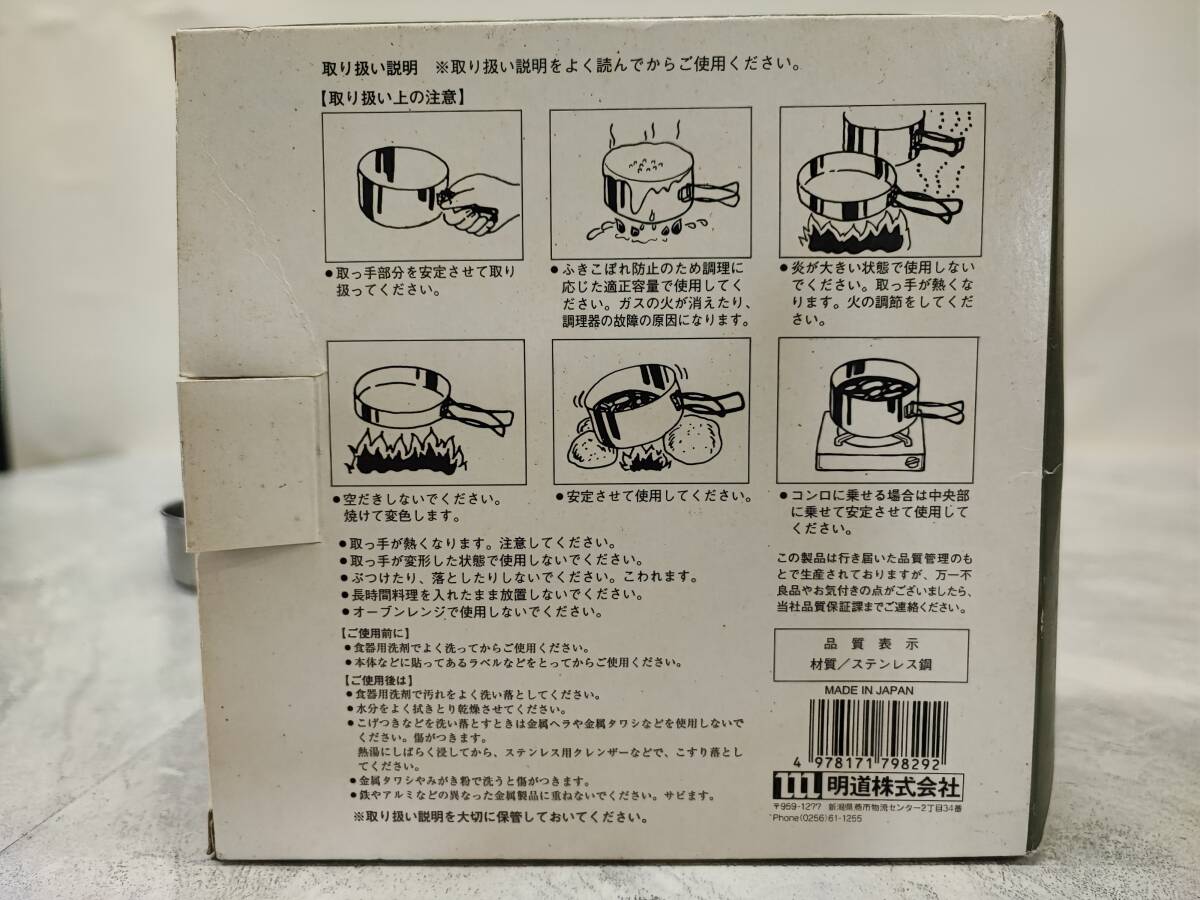 取り扱い説明 ※取り扱い説明をよく読んでからご使用ください。
【取り扱い上の注意】
●取っ手部分を安定させて取り
扱ってください。
●ふきこぼれ防止のため調理に
応じた適正容量で使用してく
ださい。ガスの火が消えたり、
調理器の故障の原因になります。
●炎が大きい状態で使用しない
でください。取っ手が熱くな
ります。火の調節をしてくだ
さい。
●空だきしないでください。
焼けて変色します。
●安定させて使用してください。
●コンロに乗せる場合は中央部
に乗せて安定させて使用して
ください。
●取っ手が熱くなります。注意してください。
●取っ手が変形した状態で使用しないでください。
●ぶつけたり、落としたりしないでください。こわれます。
●長時間料理を入れたまま放置しないでください。
●オーブンレンジで使用しないでください。
【ご使用前に】
●食器用洗剤でよく洗ってからご使用ください。
●本体などに貼ってあるラベルなどをとってからご使用ください。
【ご使用後は】
●食器用洗剤で汚れをよく洗い落としてください。
●水分をよく拭きとり乾燥させてください。
●こげつきなどを洗い落とすときは金属ヘラや金属タワシなどを使用しないで
ください。傷がつきます。
熱湯にしばらく浸してから、ステンレス用クレンザーなどで、こすり落とし
てください。
●金属タワシやみがき粉で洗うと傷がつきます。
●鉄やアルミなどの異なった金属製品に重ねないでください。サビます。
※取り扱い説明を大切に保管しておいてください。
この製品は行き届いた品質管理のも
とで生産されておりますが、万一不
良品やお気付きの点がございましたら、
当社品質保証課までご連絡ください。
品質表示
材質/ステンレス鋼
MADE IN JAPAN
4 978171 798292
明道株式会社
〒959-1277 新潟県燕市物流センター2丁目34番
Phone(0256)61-1255